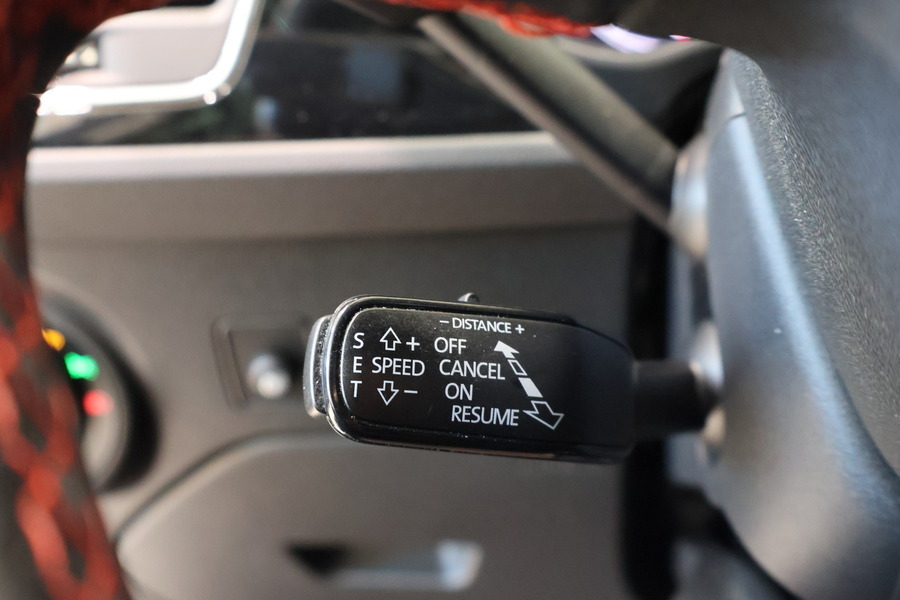 − DISTANCE +
S + OFF
E SPEED CANCEL
T − ON
RESUME